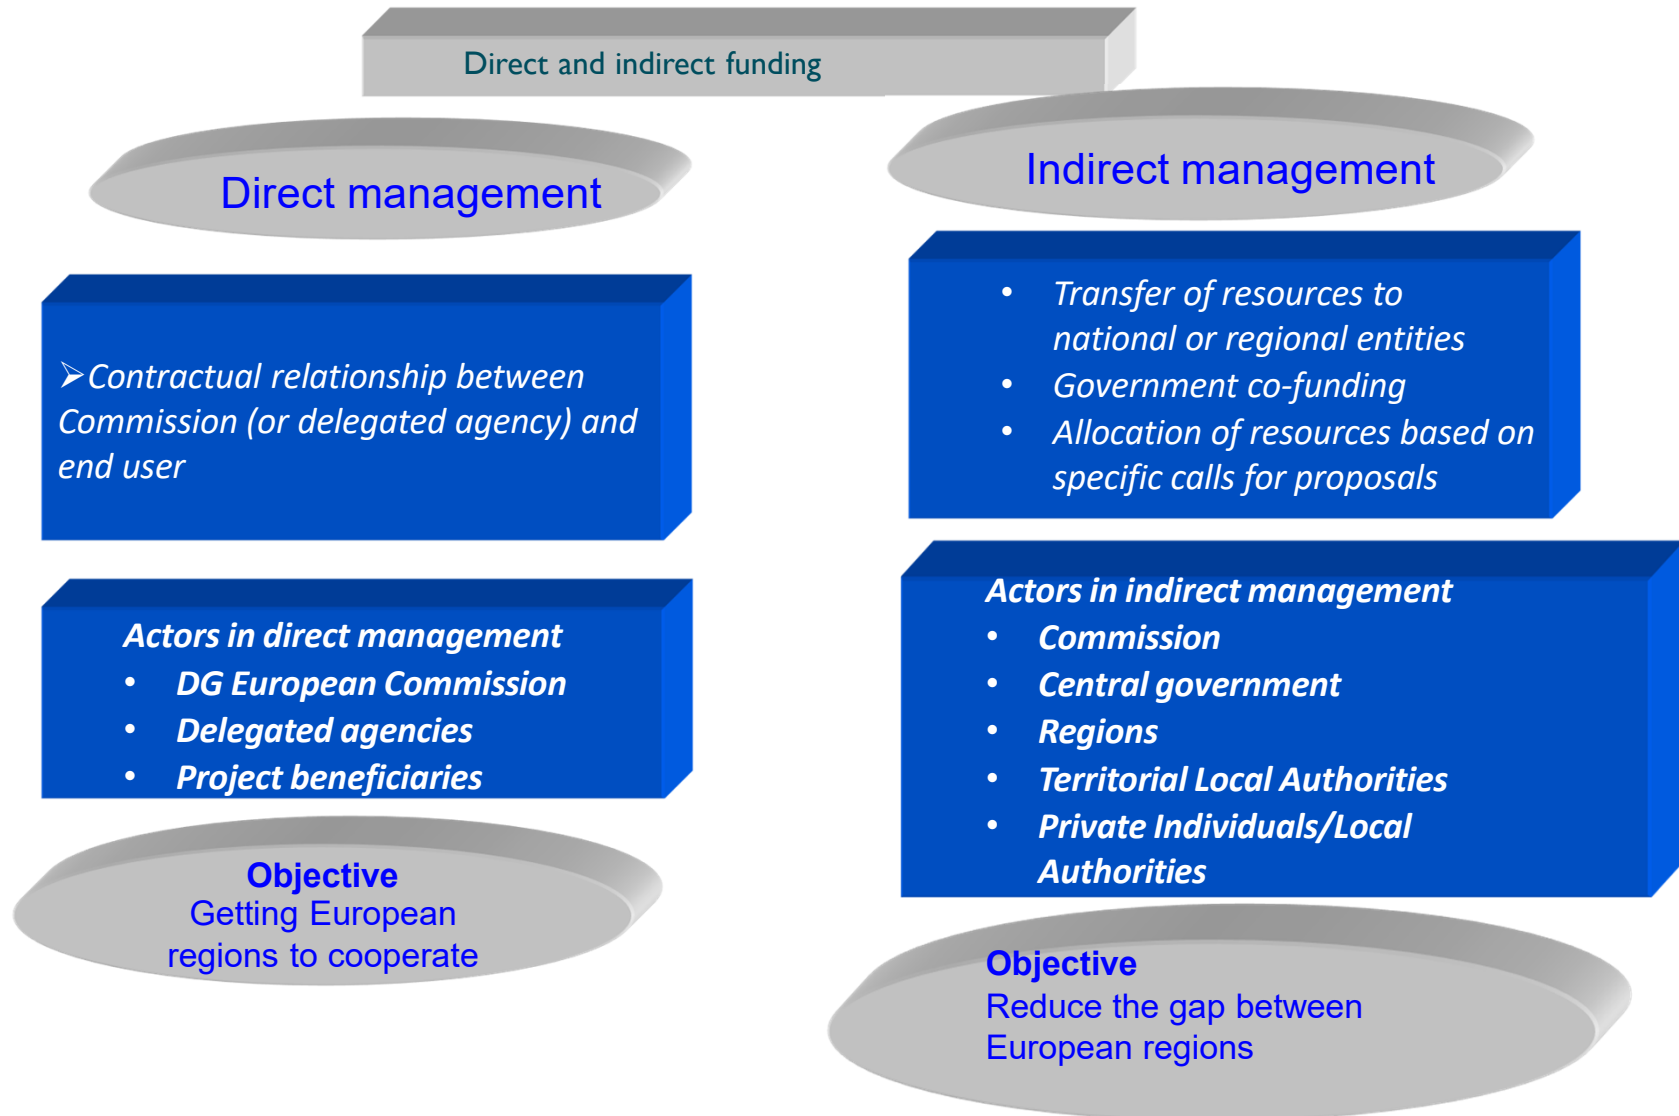 Direct and indirect funding
Direct management
➢Contractual relationship between
Commission (or delegated agency) and
end user
Actors in direct management
• DG European Commission
• Delegated agencies
• Project beneficiaries
Objective
Getting European
regions to cooperate
Indirect management
• Transfer of resources to
national or regional entities
• Government co-funding
• Allocation of resources based on
specific calls for proposals
Actors in indirect management
• Commission
• Central government
• Regions
• Territorial Local Authorities
• Private Individuals/Local
Authorities
Objective
Reduce the gap between
European regions